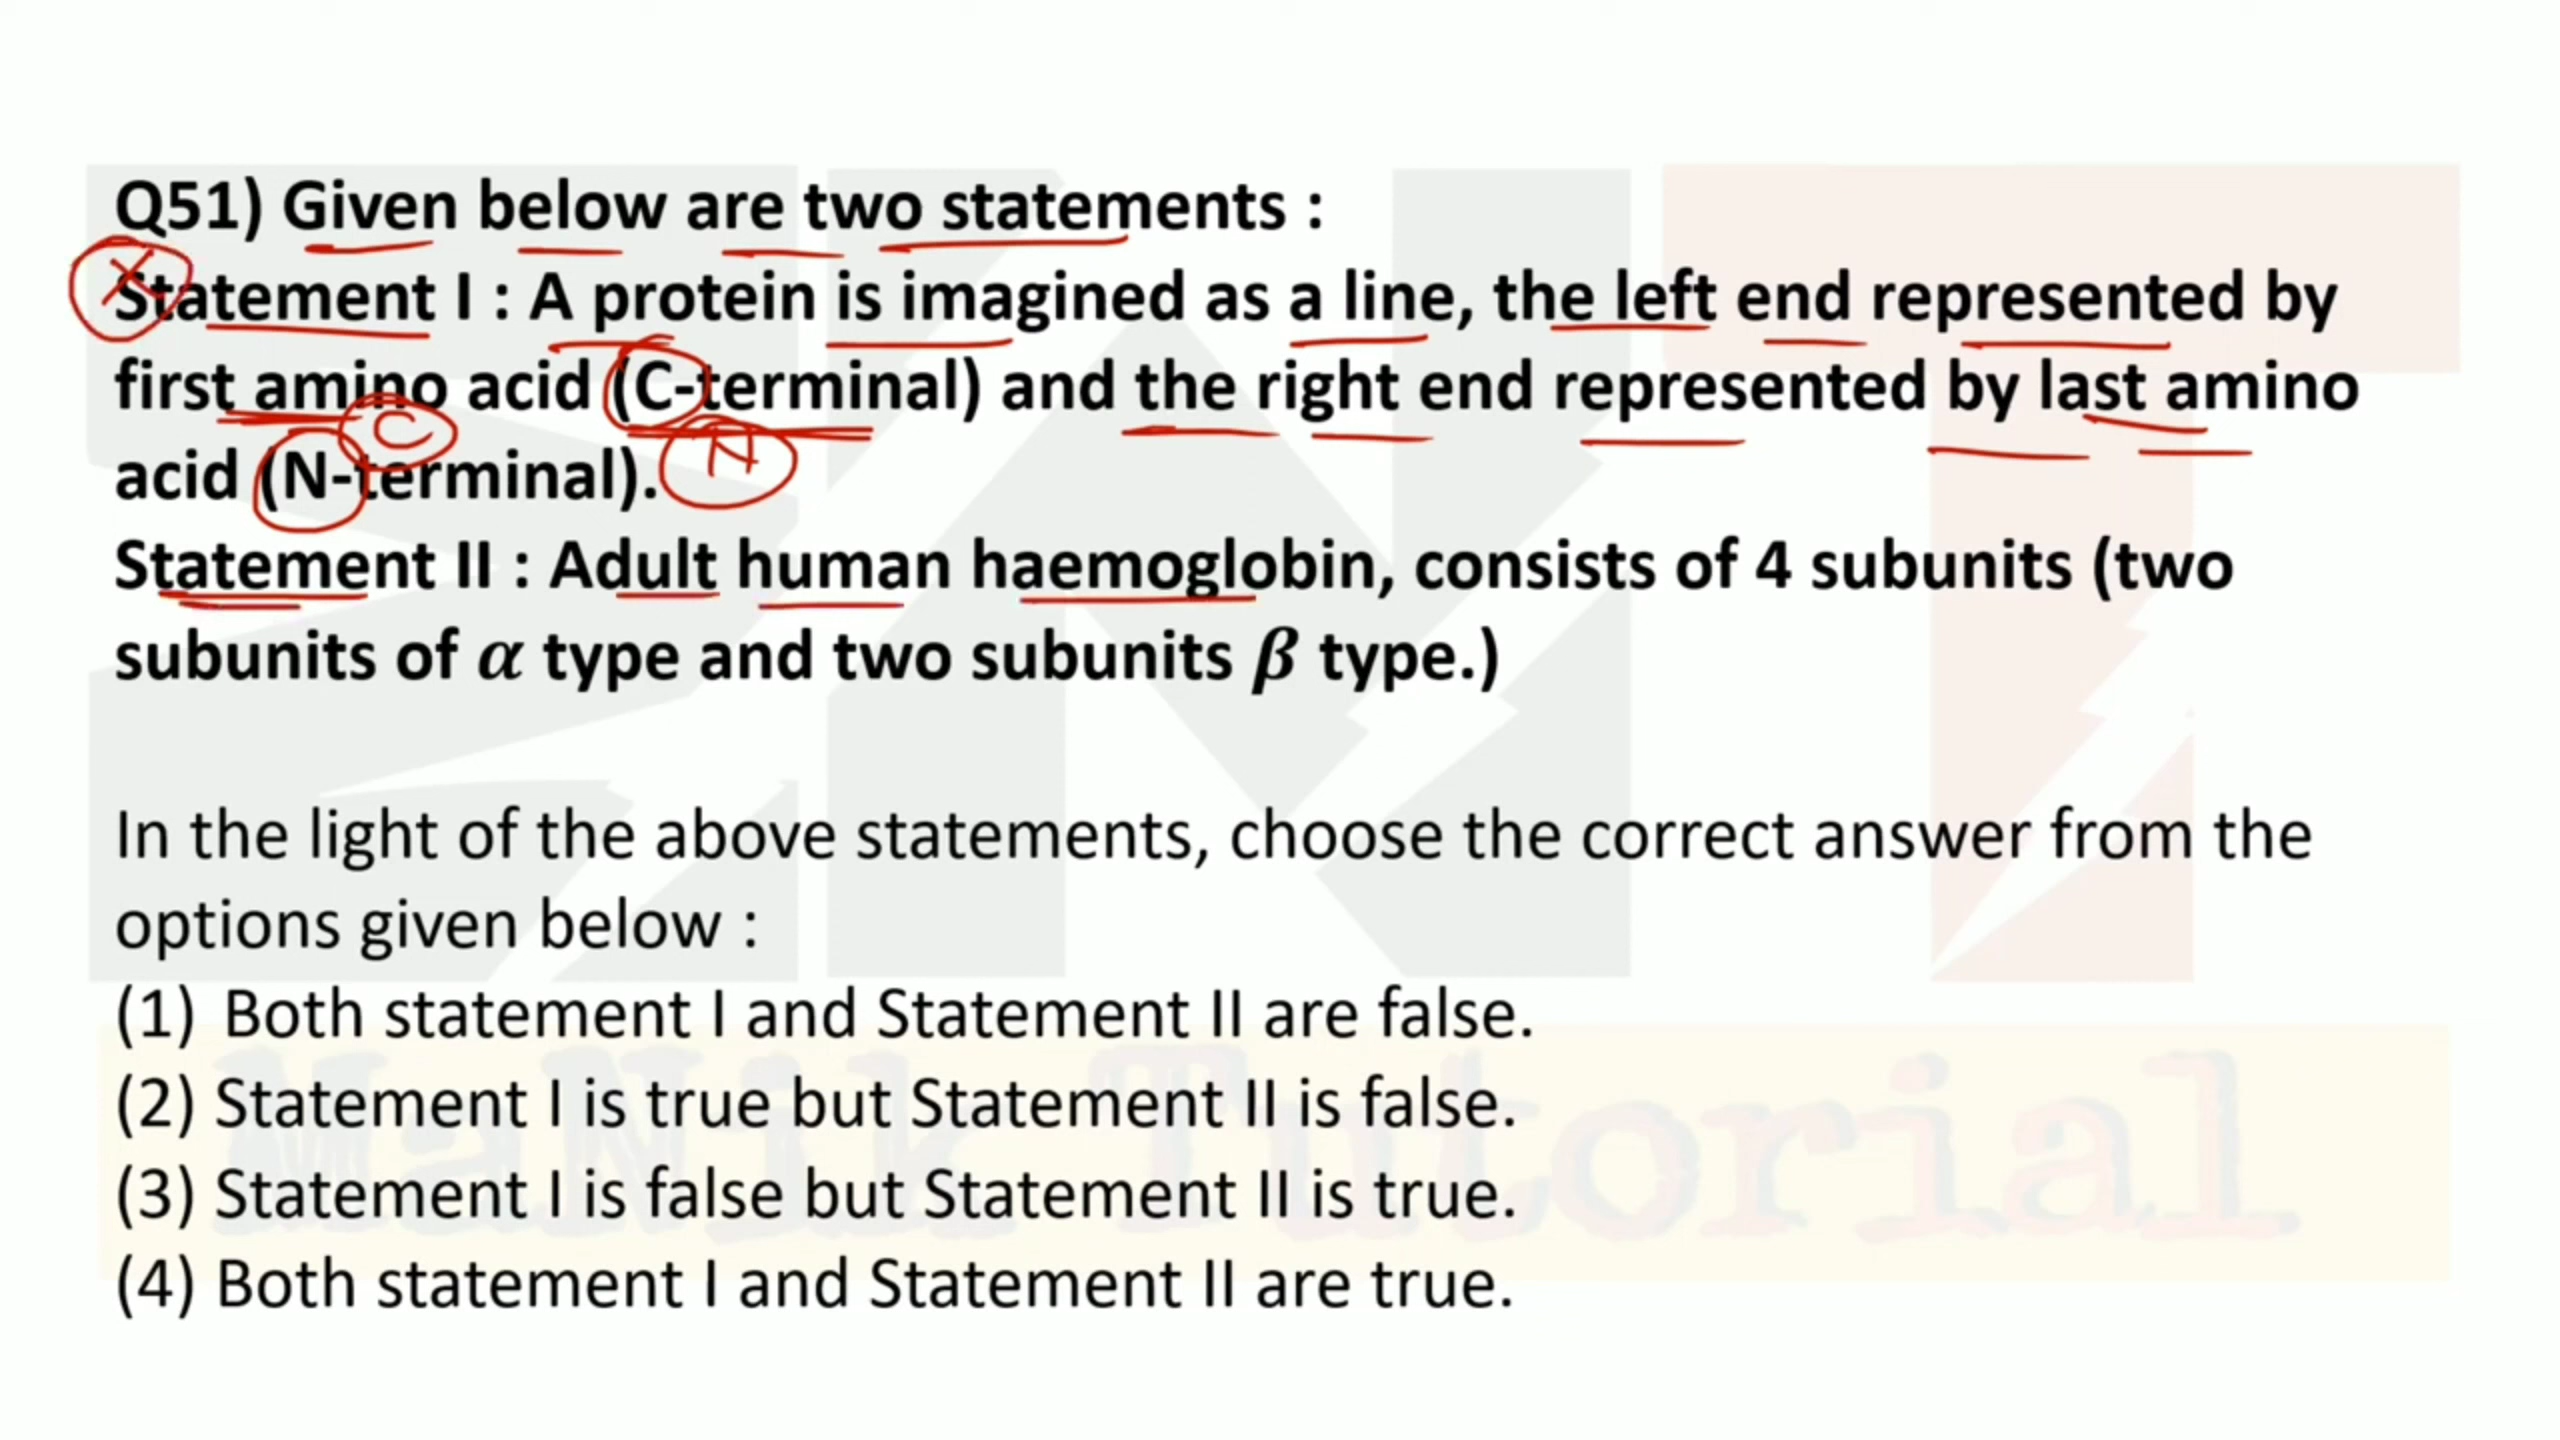 Q51) Given below are two statements :
X
Statement I : A protein is imagined as a line, the left end represented by
first amino acid (C-terminal) and the right end represented by last amino
C
N
acid (N-terminal).
Statement II : Adult human haemoglobin, consists of 4 subunits (two
subunits of α type and two subunits β type.)
In the light of the above statements, choose the correct answer from the
options given below :
(1) Both statement I and Statement II are false.
(2) Statement I is true but Statement II is false.
(3) Statement I is false but Statement II is true.
(4) Both statement I and Statement II are true.
MaNik Tutorial